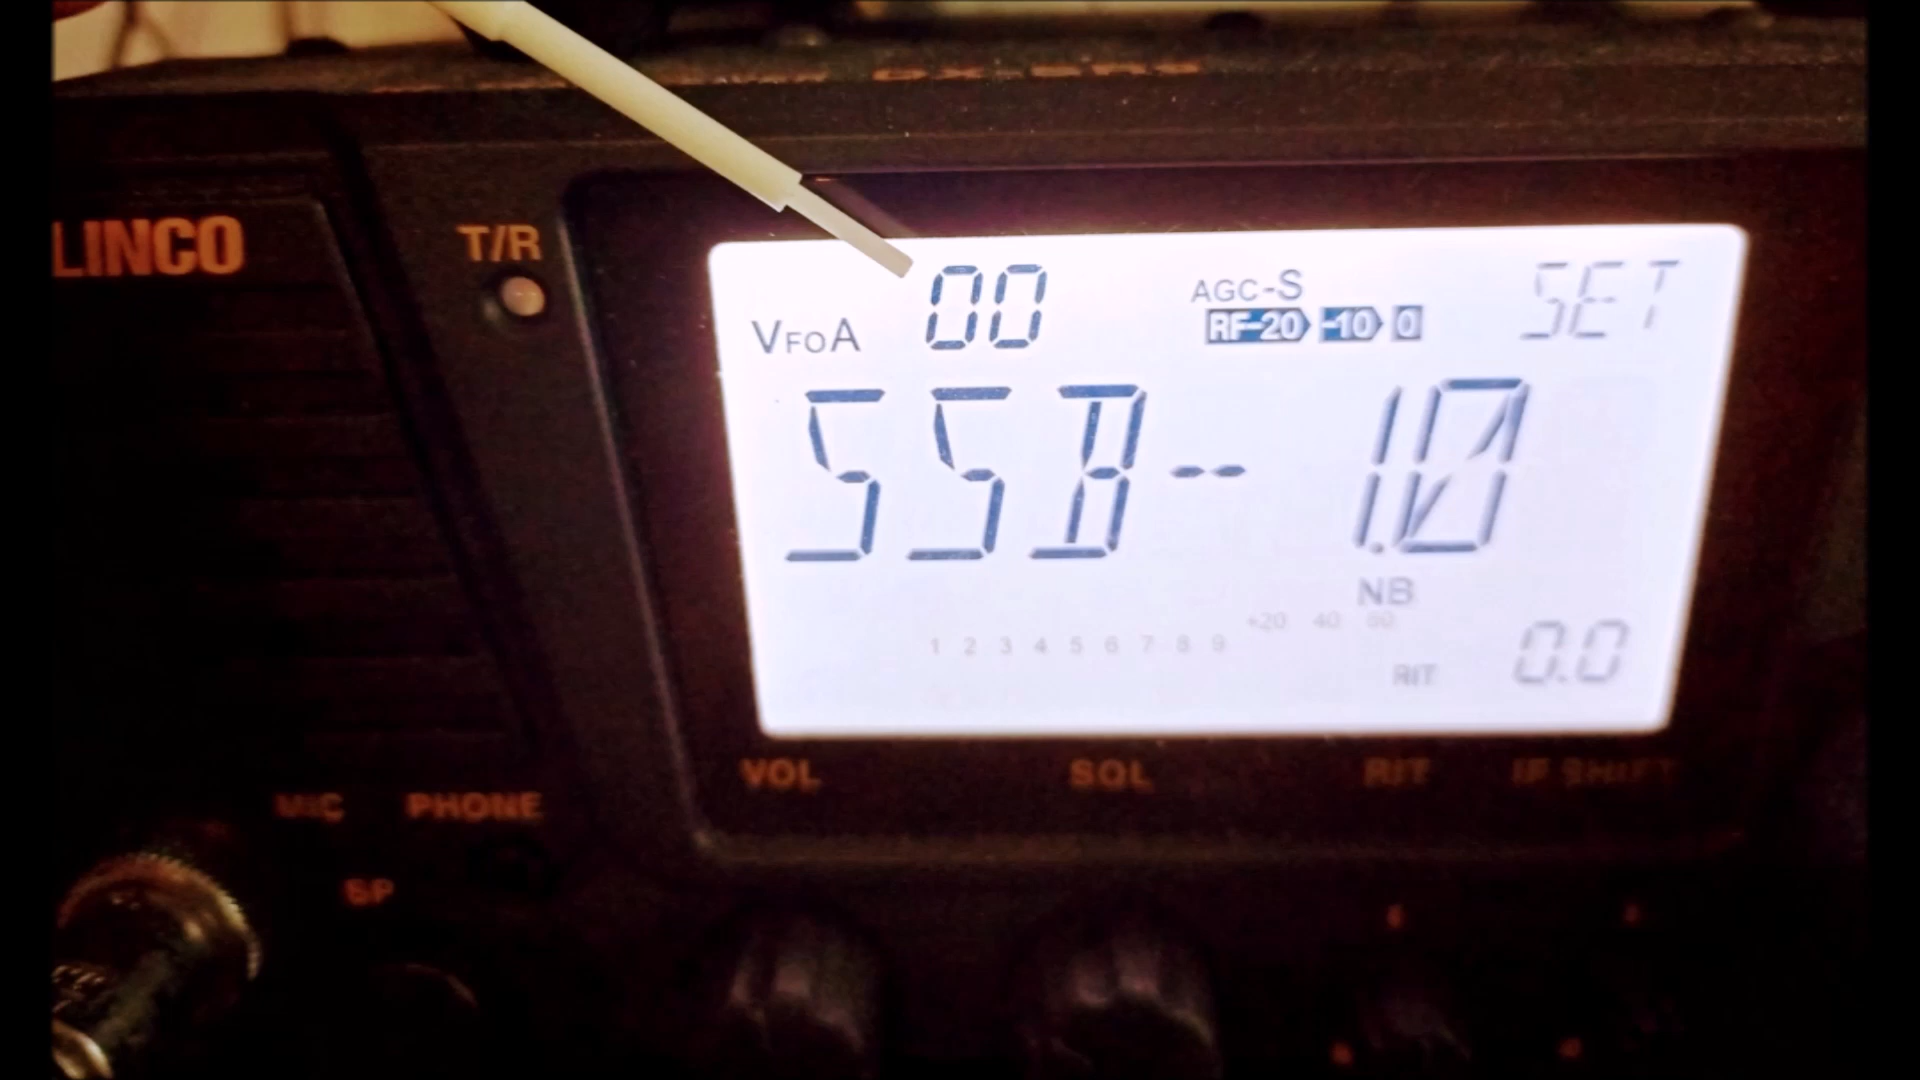 LINCO
T/R
00
AGC-S
SET
VFOA
RF-20 -10 0
SSB-- 1.0
NB
+20 40 60
1 2 3 4 5 6 7 8 9
RIT 0.0
VOL SQL RIT IF SHIFT
MIC PHONE
SP